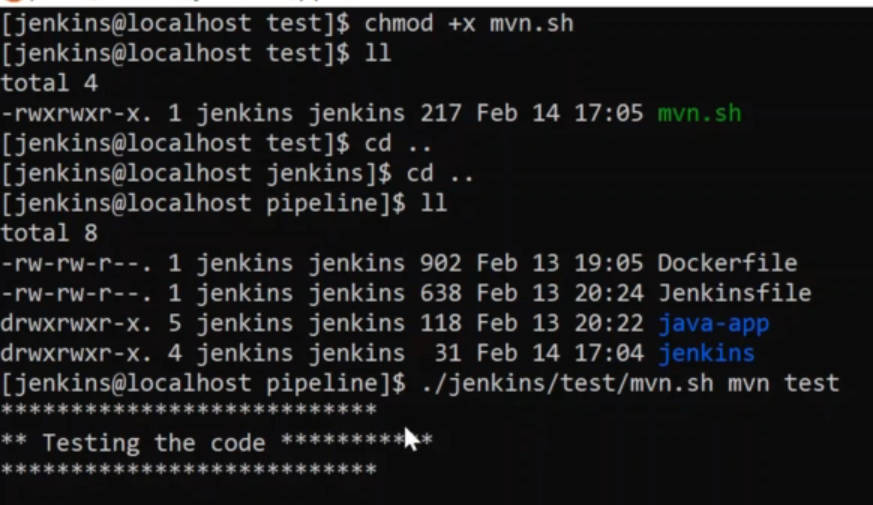 [jenkins@localhost test]$ chmod +x mvn.sh
[jenkins@localhost test]$ ll
total 4
-rwxrwxr-x. 1 jenkins jenkins 217 Feb 14 17:05 mvn.sh
[jenkins@localhost test]$ cd ..
[jenkins@localhost jenkins]$ cd ..
[jenkins@localhost pipeline]$ ll
total 8
-rw-rw-r--. 1 jenkins jenkins 902 Feb 13 19:05 Dockerfile
-rw-rw-r--. 1 jenkins jenkins 638 Feb 13 20:24 Jenkinsfile
drwxrwxr-x. 5 jenkins jenkins 118 Feb 13 20:22 java-app
drwxrwxr-x. 4 jenkins jenkins  31 Feb 14 17:04 jenkins
[jenkins@localhost pipeline]$ ./jenkins/test/mvn.sh mvn test
***************************
** Testing the code ***********
***************************